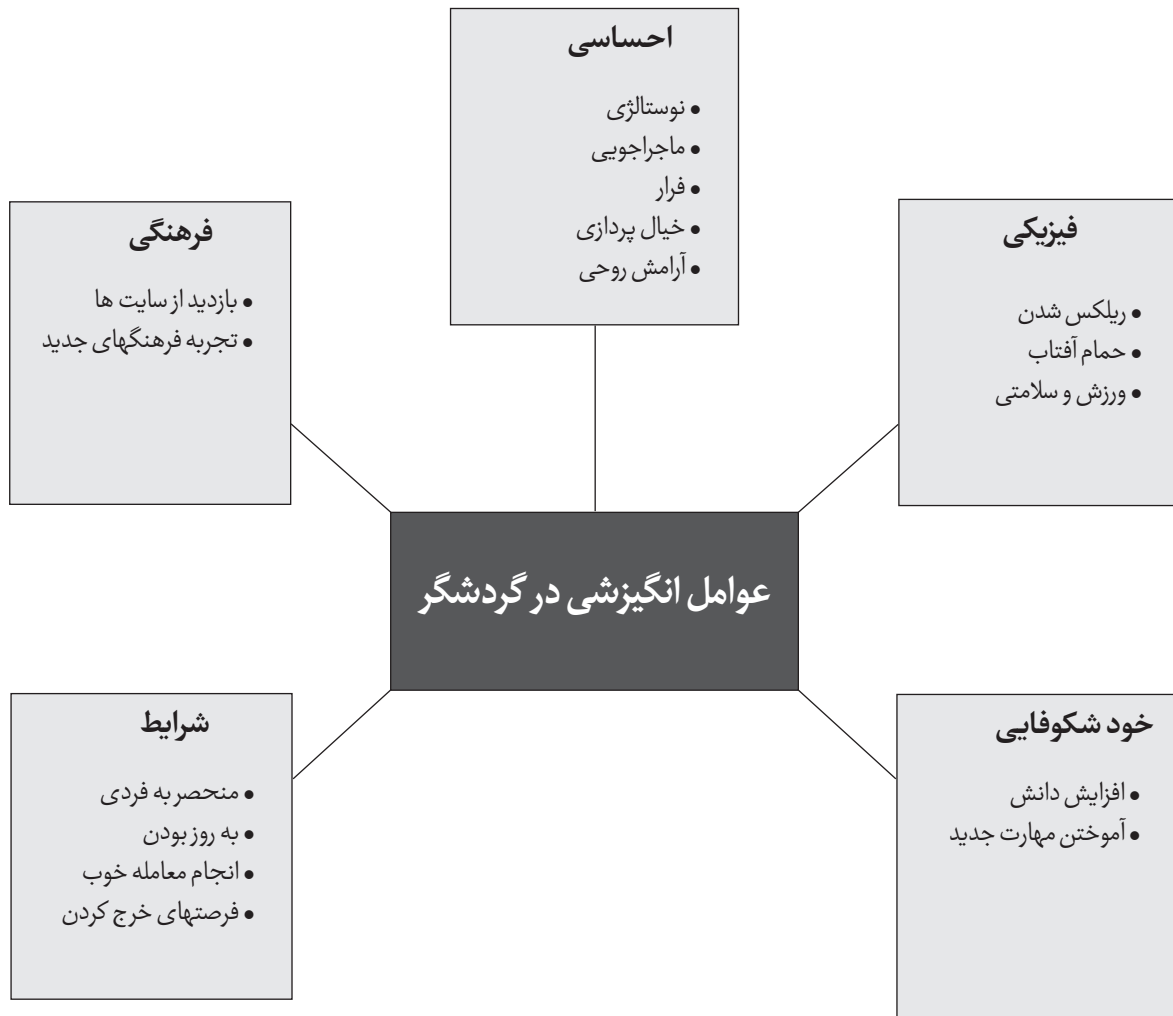 احساسی
• نوستالژی
• ماجراجویی
• فرار
• خیال پردازی
• آرامش روحی
فیزیکی
• ریلکس شدن
• حمام آفتاب
• ورزش و سلامتی
فرهنگی
• بازدید از سایت ها
• تجربه فرهنگهای جدید
عوامل انگیزشی در گردشگر
خود شکوفایی
• افزایش دانش
• آموختن مهارت جدید
شرایط
• منحصر به فردی
• به روز بودن
• انجام معامله خوب
• فرصتهای خرج کردن